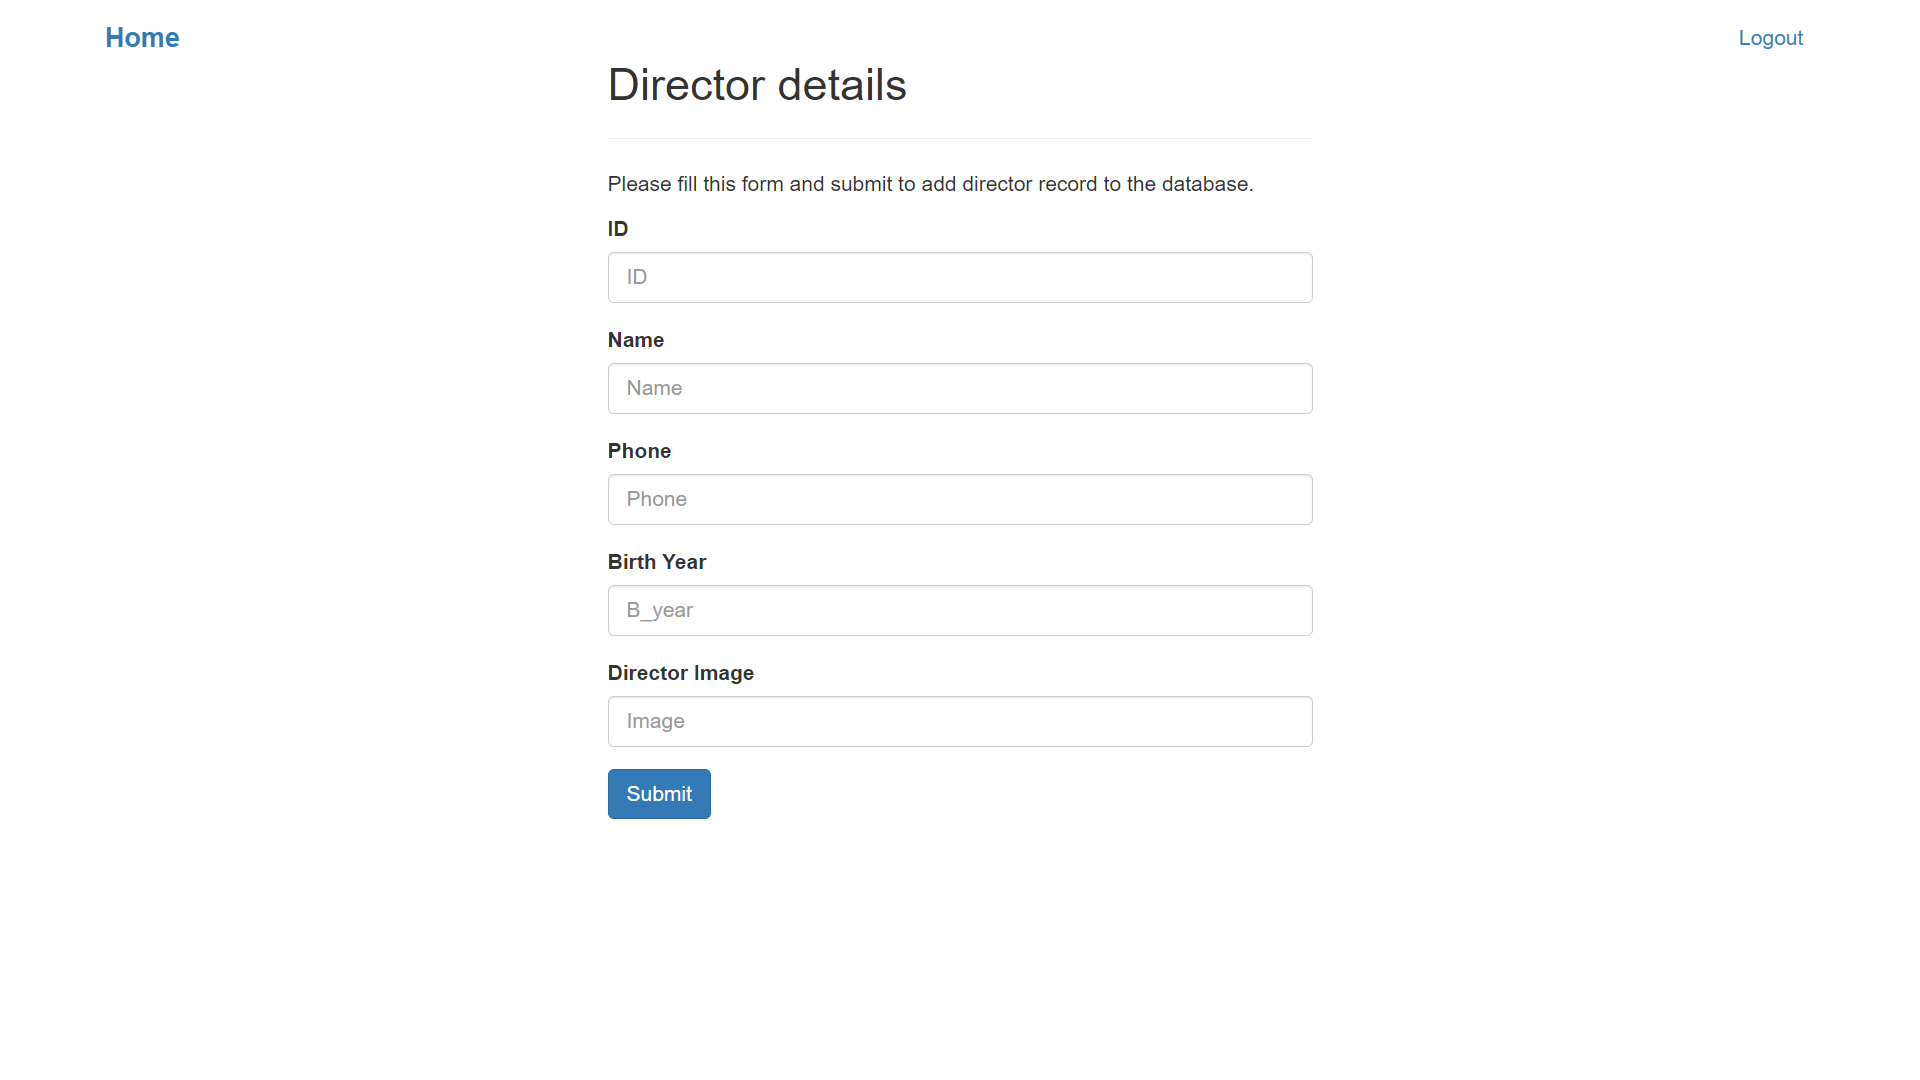 Home
Logout
Director details
Please fill this form and submit to add director record to the database.
ID
ID
Name
Name
Phone
Phone
Birth Year
B_year
Director Image
Image
Submit